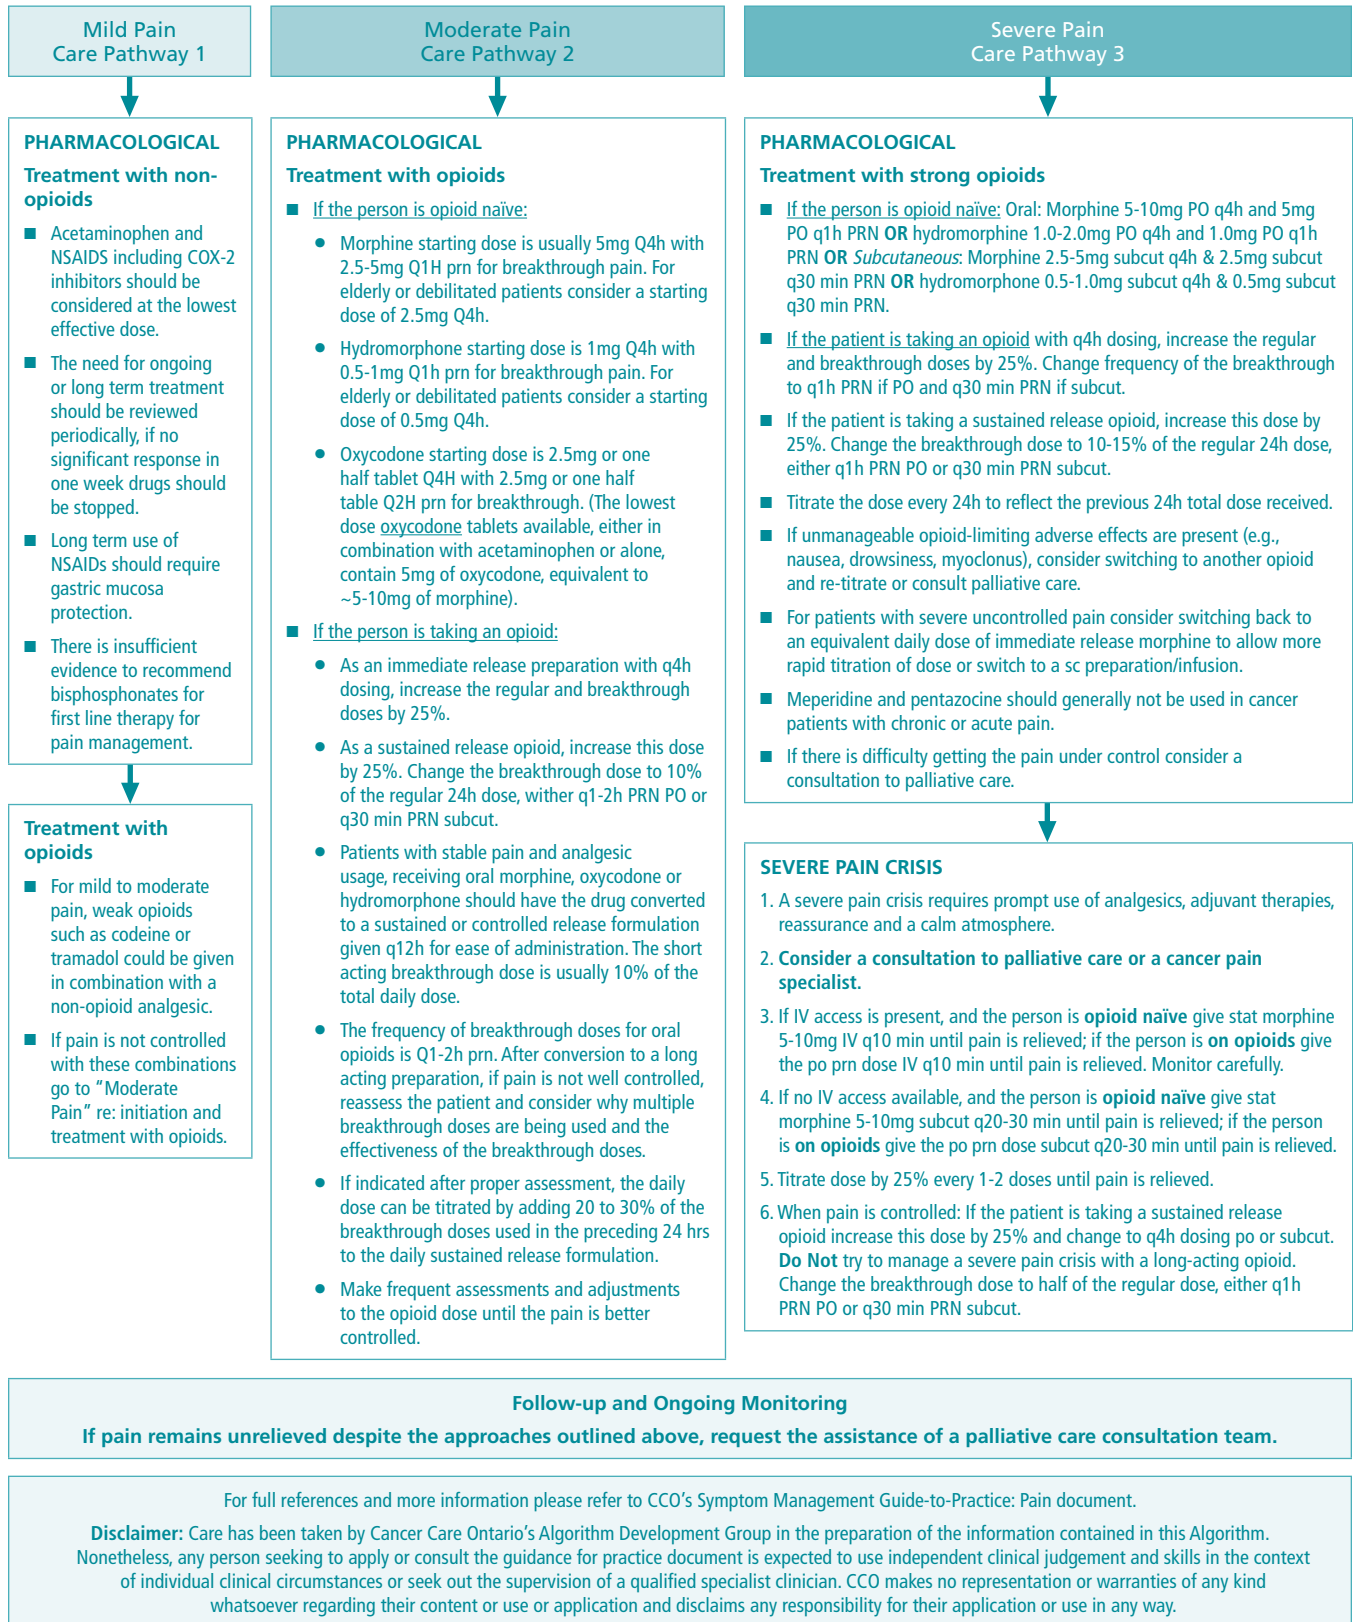 Mild Pain
Care Pathway 1
PHARMACOLOGICAL
Treatment with non-
opioids
■ Acetaminophen and
NSAIDS including COX-2
inhibitors should be
considered at the lowest
effective dose.
■ The need for ongoing
or long term treatment
should be reviewed
periodically, if no
significant response in
one week drugs should
be stopped.
■ Long term use of
NSAIDs should require
gastric mucosa
protection.
■ There is insufficient
evidence to recommend
bisphosphonates for
first line therapy for
pain management.
Treatment with
opioids
■ For mild to moderate
pain, weak opioids
such as codeine or
tramadol could be given
in combination with a
non-opioid analgesic.
■ If pain is not controlled
with these combinations
go to “Moderate
Pain” re: initiation and
treatment with opioids.
Moderate Pain
Care Pathway 2
PHARMACOLOGICAL
Treatment with opioids
■ If the person is opioid naïve:
● Morphine starting dose is usually 5mg Q4h with
2.5-5mg Q1H prn for breakthrough pain. For
elderly or debilitated patients consider a starting
dose of 2.5mg Q4h.
● Hydromorphone starting dose is 1mg Q4h with
0.5-1mg Q1h prn for breakthrough pain. For
elderly or debilitated patients consider a starting
dose of 0.5mg Q4h.
● Oxycodone starting dose is 2.5mg or one
half tablet Q4H with 2.5mg or one half
table Q2H prn for breakthrough. (The lowest
dose oxycodone tablets available, either in
combination with acetaminophen or alone,
contain 5mg of oxycodone, equivalent to
~5-10mg of morphine).
■ If the person is taking an opioid:
● As an immediate release preparation with q4h
dosing, increase the regular and breakthrough
doses by 25%.
● As a sustained release opioid, increase this dose
by 25%. Change the breakthrough dose to 10%
of the regular 24h dose, wither q1-2h PRN PO or
q30 min PRN subcut.
● Patients with stable pain and analgesic
usage, receiving oral morphine, oxycodone or
hydromorphone should have the drug converted
to a sustained or controlled release formulation
given q12h for ease of administration. The short
acting breakthrough dose is usually 10% of the
total daily dose.
● The frequency of breakthrough doses for oral
opioids is Q1-2h prn. After conversion to a long
acting preparation, if pain is not well controlled,
reassess the patient and consider why multiple
breakthrough doses are being used and the
effectiveness of the breakthrough doses.
● If indicated after proper assessment, the daily
dose can be titrated by adding 20 to 30% of the
breakthrough doses used in the preceding 24 hrs
to the daily sustained release formulation.
● Make frequent assessments and adjustments
to the opioid dose until the pain is better
controlled.
Severe Pain
Care Pathway 3
PHARMACOLOGICAL
Treatment with strong opioids
■ If the person is opioid naïve: Oral: Morphine 5-10mg PO q4h and 5mg
PO q1h PRN OR hydromorphine 1.0-2.0mg PO q4h and 1.0mg PO q1h
PRN OR Subcutaneous: Morphine 2.5-5mg subcut q4h & 2.5mg subcut
q30 min PRN OR hydromorphone 0.5-1.0mg subcut q4h & 0.5mg subcut
q30 min PRN.
■ If the patient is taking an opioid with q4h dosing, increase the regular
and breakthrough doses by 25%. Change frequency of the breakthrough
to q1h PRN if PO and q30 min PRN if subcut.
■ If the patient is taking a sustained release opioid, increase this dose by
25%. Change the breakthrough dose to 10-15% of the regular 24h dose,
either q1h PRN PO or q30 min PRN subcut.
■ Titrate the dose every 24h to reflect the previous 24h total dose received.
■ If unmanageable opioid-limiting adverse effects are present (e.g.,
nausea, drowsiness, myoclonus), consider switching to another opioid
and re-titrate or consult palliative care.
■ For patients with severe uncontrolled pain consider switching back to
an equivalent daily dose of immediate release morphine to allow more
rapid titration of dose or switch to a sc preparation/infusion.
■ Meperidine and pentazocine should generally not be used in cancer
patients with chronic or acute pain.
■ If there is difficulty getting the pain under control consider a
consultation to palliative care.
SEVERE PAIN CRISIS
1. A severe pain crisis requires prompt use of analgesics, adjuvant therapies,
reassurance and a calm atmosphere.
2. Consider a consultation to palliative care or a cancer pain
specialist.
3. If IV access is present, and the person is opioid naïve give stat morphine
5-10mg IV q10 min until pain is relieved; if the person is on opioids give
the po prn dose IV q10 min until pain is relieved. Monitor carefully.
4. If no IV access available, and the person is opioid naïve give stat
morphine 5-10mg subcut q20-30 min until pain is relieved; if the person
is on opioids give the po prn dose subcut q20-30 min until pain is relieved.
5. Titrate dose by 25% every 1-2 doses until pain is relieved.
6. When pain is controlled: If the patient is taking a sustained release
opioid increase this dose by 25% and change to q4h dosing po or subcut.
Do Not try to manage a severe pain crisis with a long-acting opioid.
Change the breakthrough dose to half of the regular dose, either q1h
PRN PO or q30 min PRN subcut.
Follow-up and Ongoing Monitoring
If pain remains unrelieved despite the approaches outlined above, request the assistance of a palliative care consultation team.
For full references and more information please refer to CCO’s Symptom Management Guide-to-Practice: Pain document.
Disclaimer: Care has been taken by Cancer Care Ontario’s Algorithm Development Group in the preparation of the information contained in this Algorithm.
Nonetheless, any person seeking to apply or consult the guidance for practice document is expected to use independent clinical judgement and skills in the context
of individual clinical circumstances or seek out the supervision of a qualified specialist clinician. CCO makes no representation or warranties of any kind
whatsoever regarding their content or use or application and disclaims any responsibility for their application or use in any way.